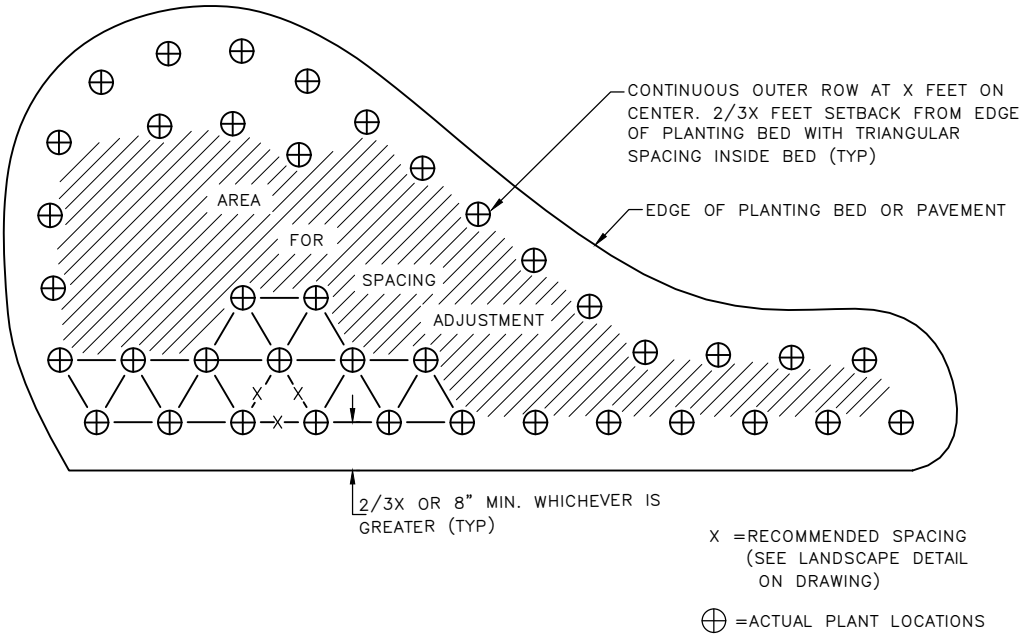 CONTINUOUS OUTER ROW AT X FEET ON
CENTER. 2/3X FEET SETBACK FROM EDGE
OF PLANTING BED WITH TRIANGULAR
SPACING INSIDE BED (TYP)
EDGE OF PLANTING BED OR PAVEMENT
AREA
FOR
SPACING
ADJUSTMENT
X X
X
2/3X OR 8” MIN. WHICHEVER IS
GREATER (TYP)
X =RECOMMENDED SPACING
(SEE LANDSCAPE DETAIL
ON DRAWING)
=ACTUAL PLANT LOCATIONS